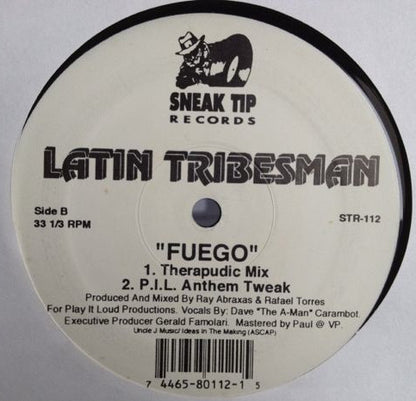 SNEAK TIP
RECORDS
LATIN TRIBESMAN
Side B
33 1/3 RPM
STR-112
"FUEGO"
1. Therapudic Mix
2. P.I.L. Anthem Tweak
Produced And Mixed By Ray Abraxas & Rafael Torres
For Play It Loud Productions. Vocals By: Dave "The A-Man" Carambot.
Executive Producer Gerald Famolari. Mastered by Paul @ VP.
Uncle J Music/ Ideas In The Making (ASCAP)
7 4465-80112-1 5